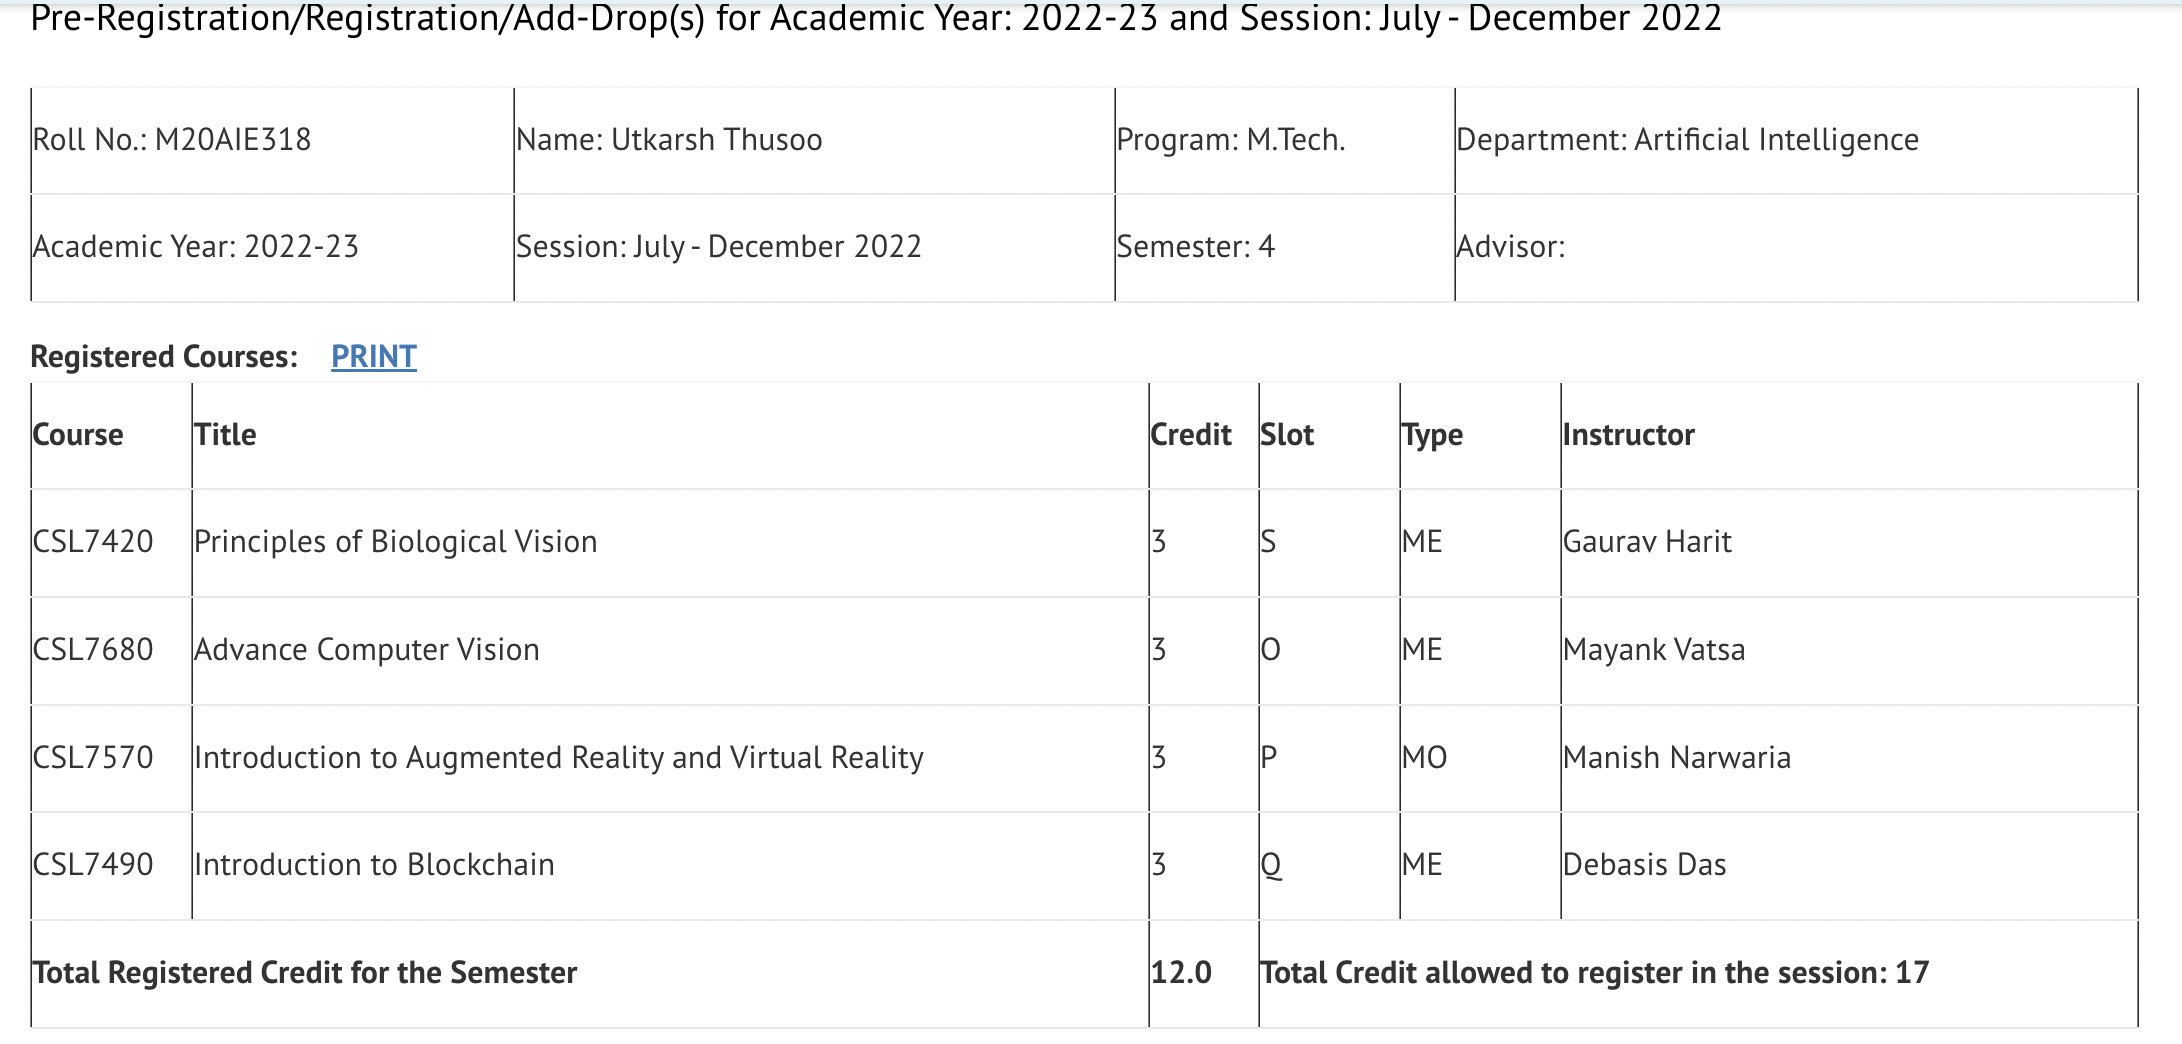 Pre-Registration/Registration/Add-Drop(s) for Academic Year: 2022-23 and Session: July - December 2022
Roll No.: M20AIE318 Name: Utkarsh Thusoo Program: M.Tech. Department: Artificial Intelligence
Academic Year: 2022-23 Session: July - December 2022 Semester: 4 Advisor:
Registered Courses: PRINT
Course Title Credit Slot Type Instructor
CSL7420 Principles of Biological Vision 3 S ME Gaurav Harit
CSL7680 Advance Computer Vision 3 O ME Mayank Vatsa
CSL7570 Introduction to Augmented Reality and Virtual Reality 3 P MO Manish Narwaria
CSL7490 Introduction to Blockchain 3 Q ME Debasis Das
Total Registered Credit for the Semester 12.0 Total Credit allowed to register in the session: 17